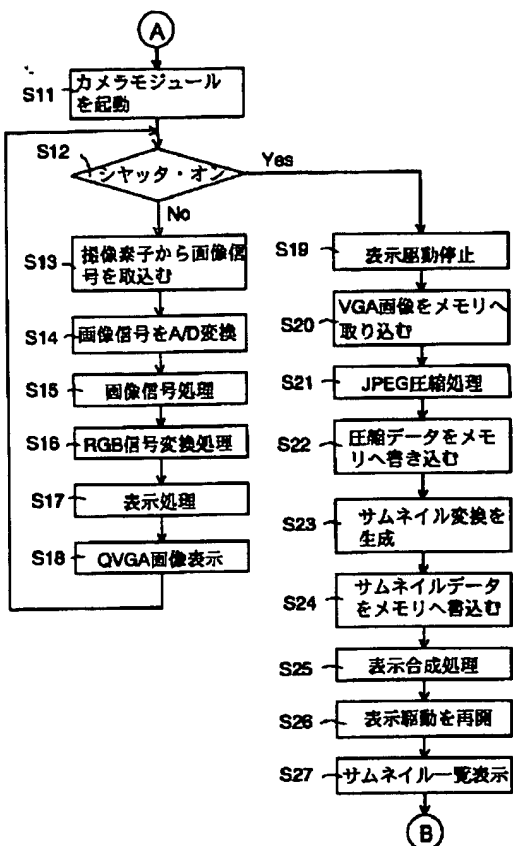 A
S11
カメラモジュール
を起動
S12
シヤッタ・オン
Yes
No
S13
撮像素子から画像信
号を取込む
S14
画像信号をA/D変換
S15
画像信号処理
S16
RGB信号変換処理
S17
表示処理
S18
QVGA画像表示
S19
表示駆動停止
S20
VGA画像をメモリへ
取り込む
S21
JPEG圧縮処理
S22
圧縮データをメモ
リへ書き込む
S23
サムネイル変換を
生成
S24
サムネイルデータ
をメモリへ書込む
S25
表示合成処理
S26
表示駆動を再開
S27
サムネイル一覧表示
B